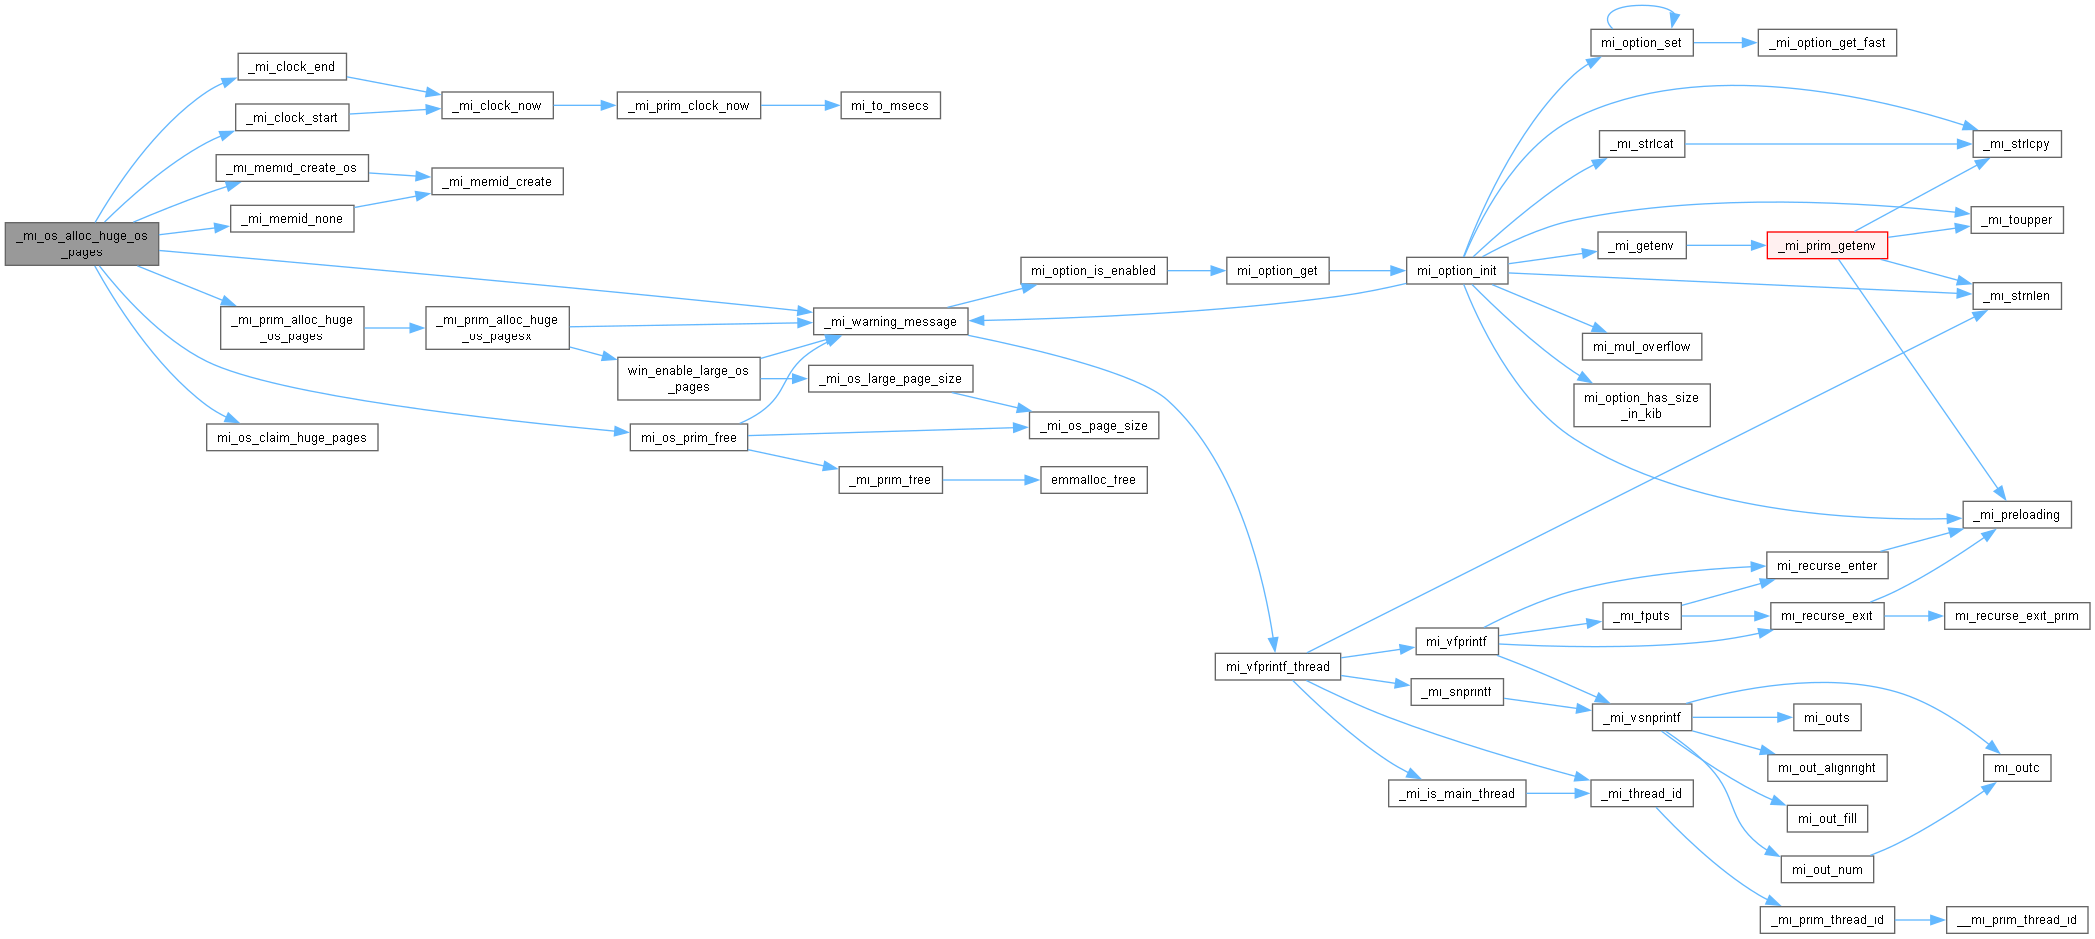 _mi_os_alloc_huge_os
_pages
_mi_clock_end
_mi_clock_start
_mi_clock_now
_mi_prim_clock_now
mi_to_msecs
_mi_memid_create_os
_mi_memid_none
_mi_memid_create
_mi_prim_alloc_huge
_os_pages
_mi_prim_alloc_huge
_os_pagesx
win_enable_large_os
_pages
mi_os_claim_huge_pages
mi_os_prim_free
_mi_warning_message
_mi_os_large_page_size
_mi_os_page_size
_mi_prim_free
emmalloc_free
mi_option_is_enabled
mi_option_get
mi_option_init
mi_option_set
_mi_option_get_fast
_mi_strlcat
_mi_strlcpy
_mi_toupper
_mi_getenv
_mi_prim_getenv
_mi_strnlen
mi_mul_overflow
mi_option_has_size
_in_kib
_mi_preloading
mi_recurse_enter
_mi_fputs
mi_recurse_exit
mi_recurse_exit_prim
mi_vfprintf
mi_vfprintf_thread
_mi_snprintf
_mi_vsnprintf
mi_outs
mi_out_alignright
mi_outc
_mi_is_main_thread
_mi_thread_id
mi_out_fill
mi_out_num
_mi_prim_thread_id
__mi_prim_thread_id